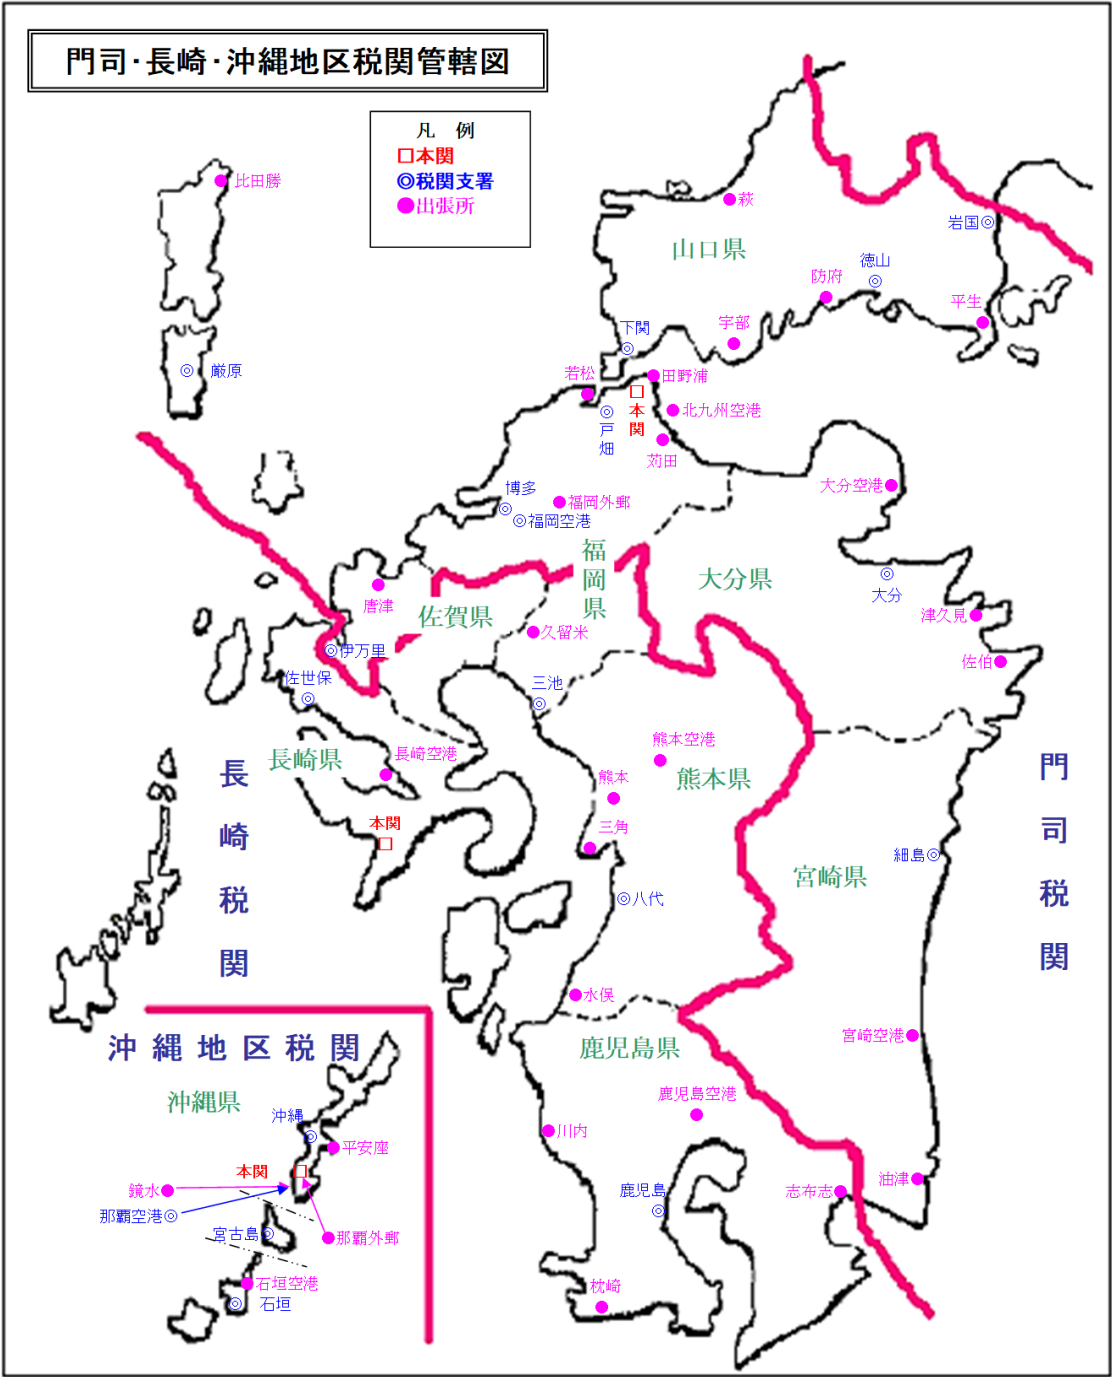 門司・長崎・沖縄地区税関管轄図
凡 例
□本関
◎税関支署
●出張所
比田勝
萩
岩国
山口県
徳山
防府
平生
宇部
下関
厳原
若松
田野浦
戸畑
本関
北九州空港
苅田
大分空港
博多
福岡外郵
福岡空港
福岡県
大分県
大分
唐津
佐賀県
津久見
久留米
伊万里
佐伯
佐世保
三池
熊本空港
長崎県
長崎空港
熊本県
熊本
長崎税関
門司税関
本関
三角
細島
宮崎県
八代
水俣
宮崎空港
沖縄地区税関
鹿児島県
沖縄県
鹿児島空港
沖縄
川内
平安座
本関
鏡水
鹿児島
志布志
油津
那覇空港
宮古島
那覇外郵
石垣空港
枕崎
石垣